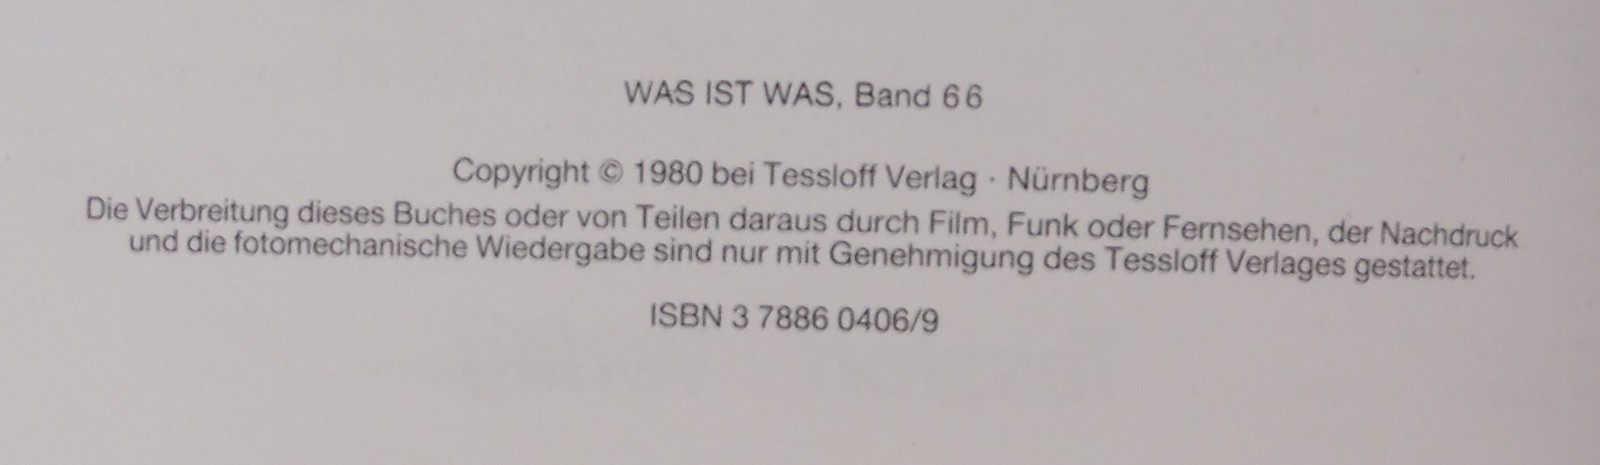 WAS IST WAS, Band 66
Copyright © 1980 bei Tessloff Verlag · Nürnberg
Die Verbreitung dieses Buches oder von Teilen daraus durch Film, Funk oder Fernsehen, der Nachdruck
und die fotomechanische Wiedergabe sind nur mit Genehmigung des Tessloff Verlages gestattet.
ISBN 3 7886 0406/9